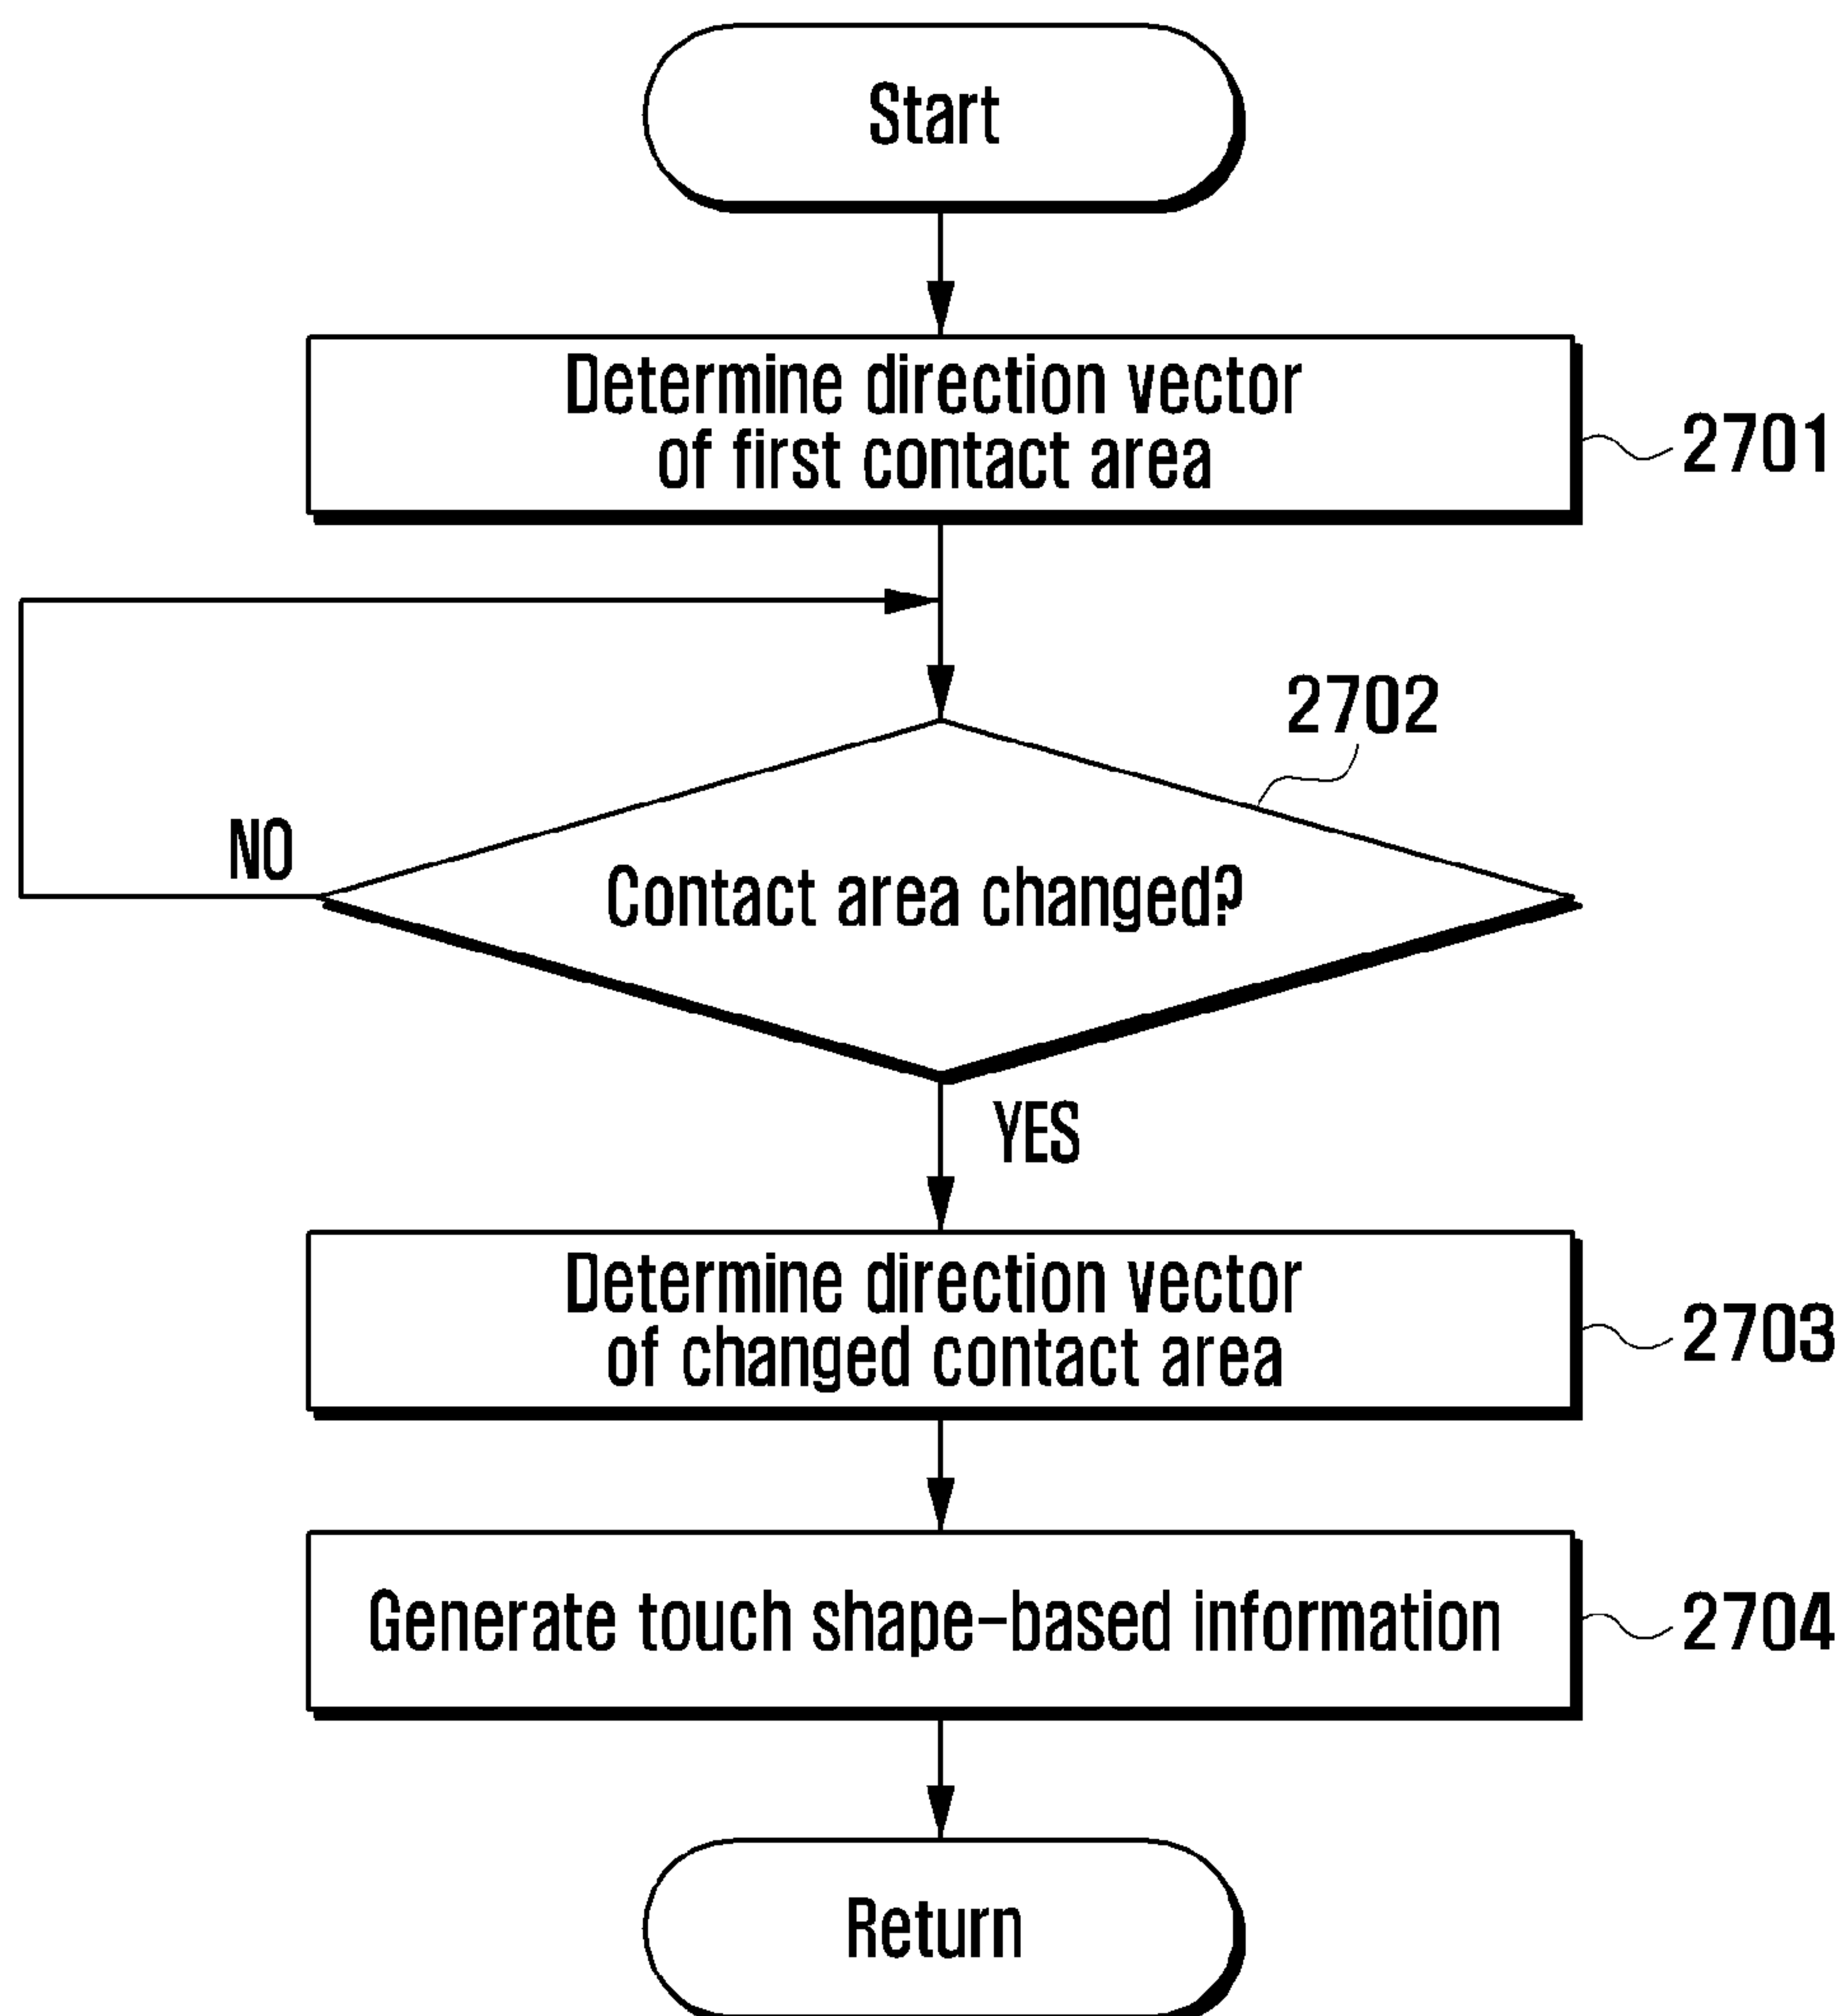 Start
Determine direction vector
of first contact area
2701
2702
NO
Contact area changed?
YES
Determine direction vector
of changed contact area
2703
Generate touch shape-based information
2704
Return